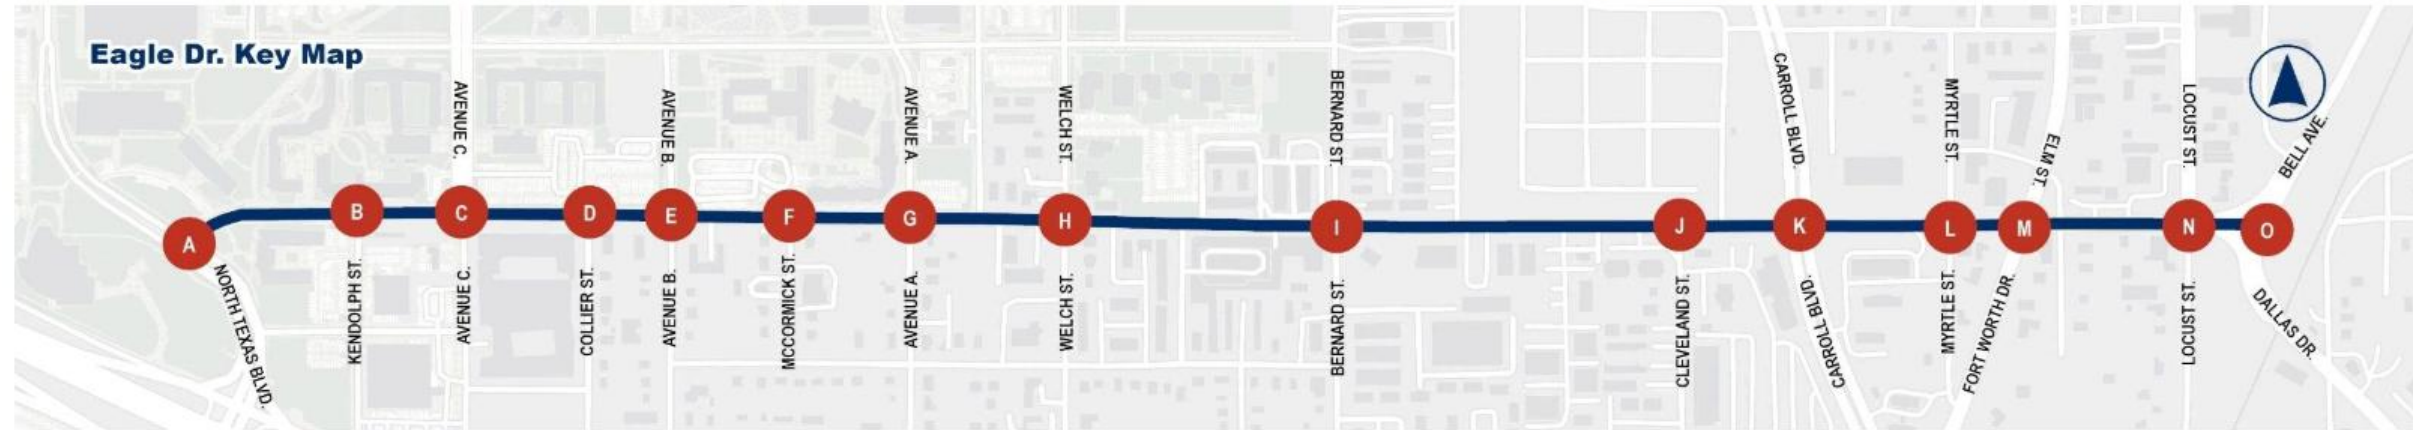 Eagle Dr. Key Map
AVENUE C.
AVENUE B.
AVENUE A.
WELCH ST.
BERNARD ST.
CARROLL BLVD.
MYRTLE ST.
ELM ST.
LOCUST ST.
BELL AVE.
A
B
C
D
E
F
G
H
I
J
K
L
M
N
O
NORTH TEXAS BLVD.
KENDOLPH ST.
AVENUE C.
COLLIER ST.
AVENUE B.
MCCORMICK ST.
AVENUE A.
WELCH ST.
BERNARD ST.
CLEVELAND ST.
CARROLL BLVD.
MYRTLE ST.
FORT WORTH DR.
LOCUST ST.
DALLAS DR.